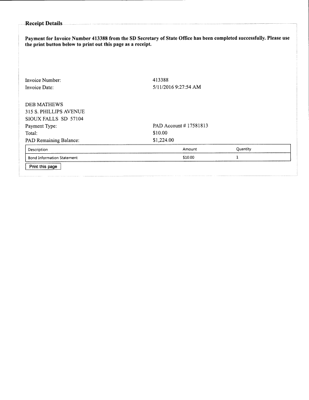 Receipt Details
Payment for Invoice Number 413388 from the SD Secretary of State Office has been completed successfully. Please use
the print button below to print out this page as a receipt.
Invoice Number: 413388
Invoice Date: 5/11/2016 9:27:54 AM
DEB MATHEWS
315 S. PHILLIPS AVENUE
SIOUX FALLS SD 57104
Payment Type: PAD Account # 17581813
Total: $10.00
PAD Remaining Balance: $1,224.00
Description Amount Quantity
Bond Information Statement $10.00 1
Print this page